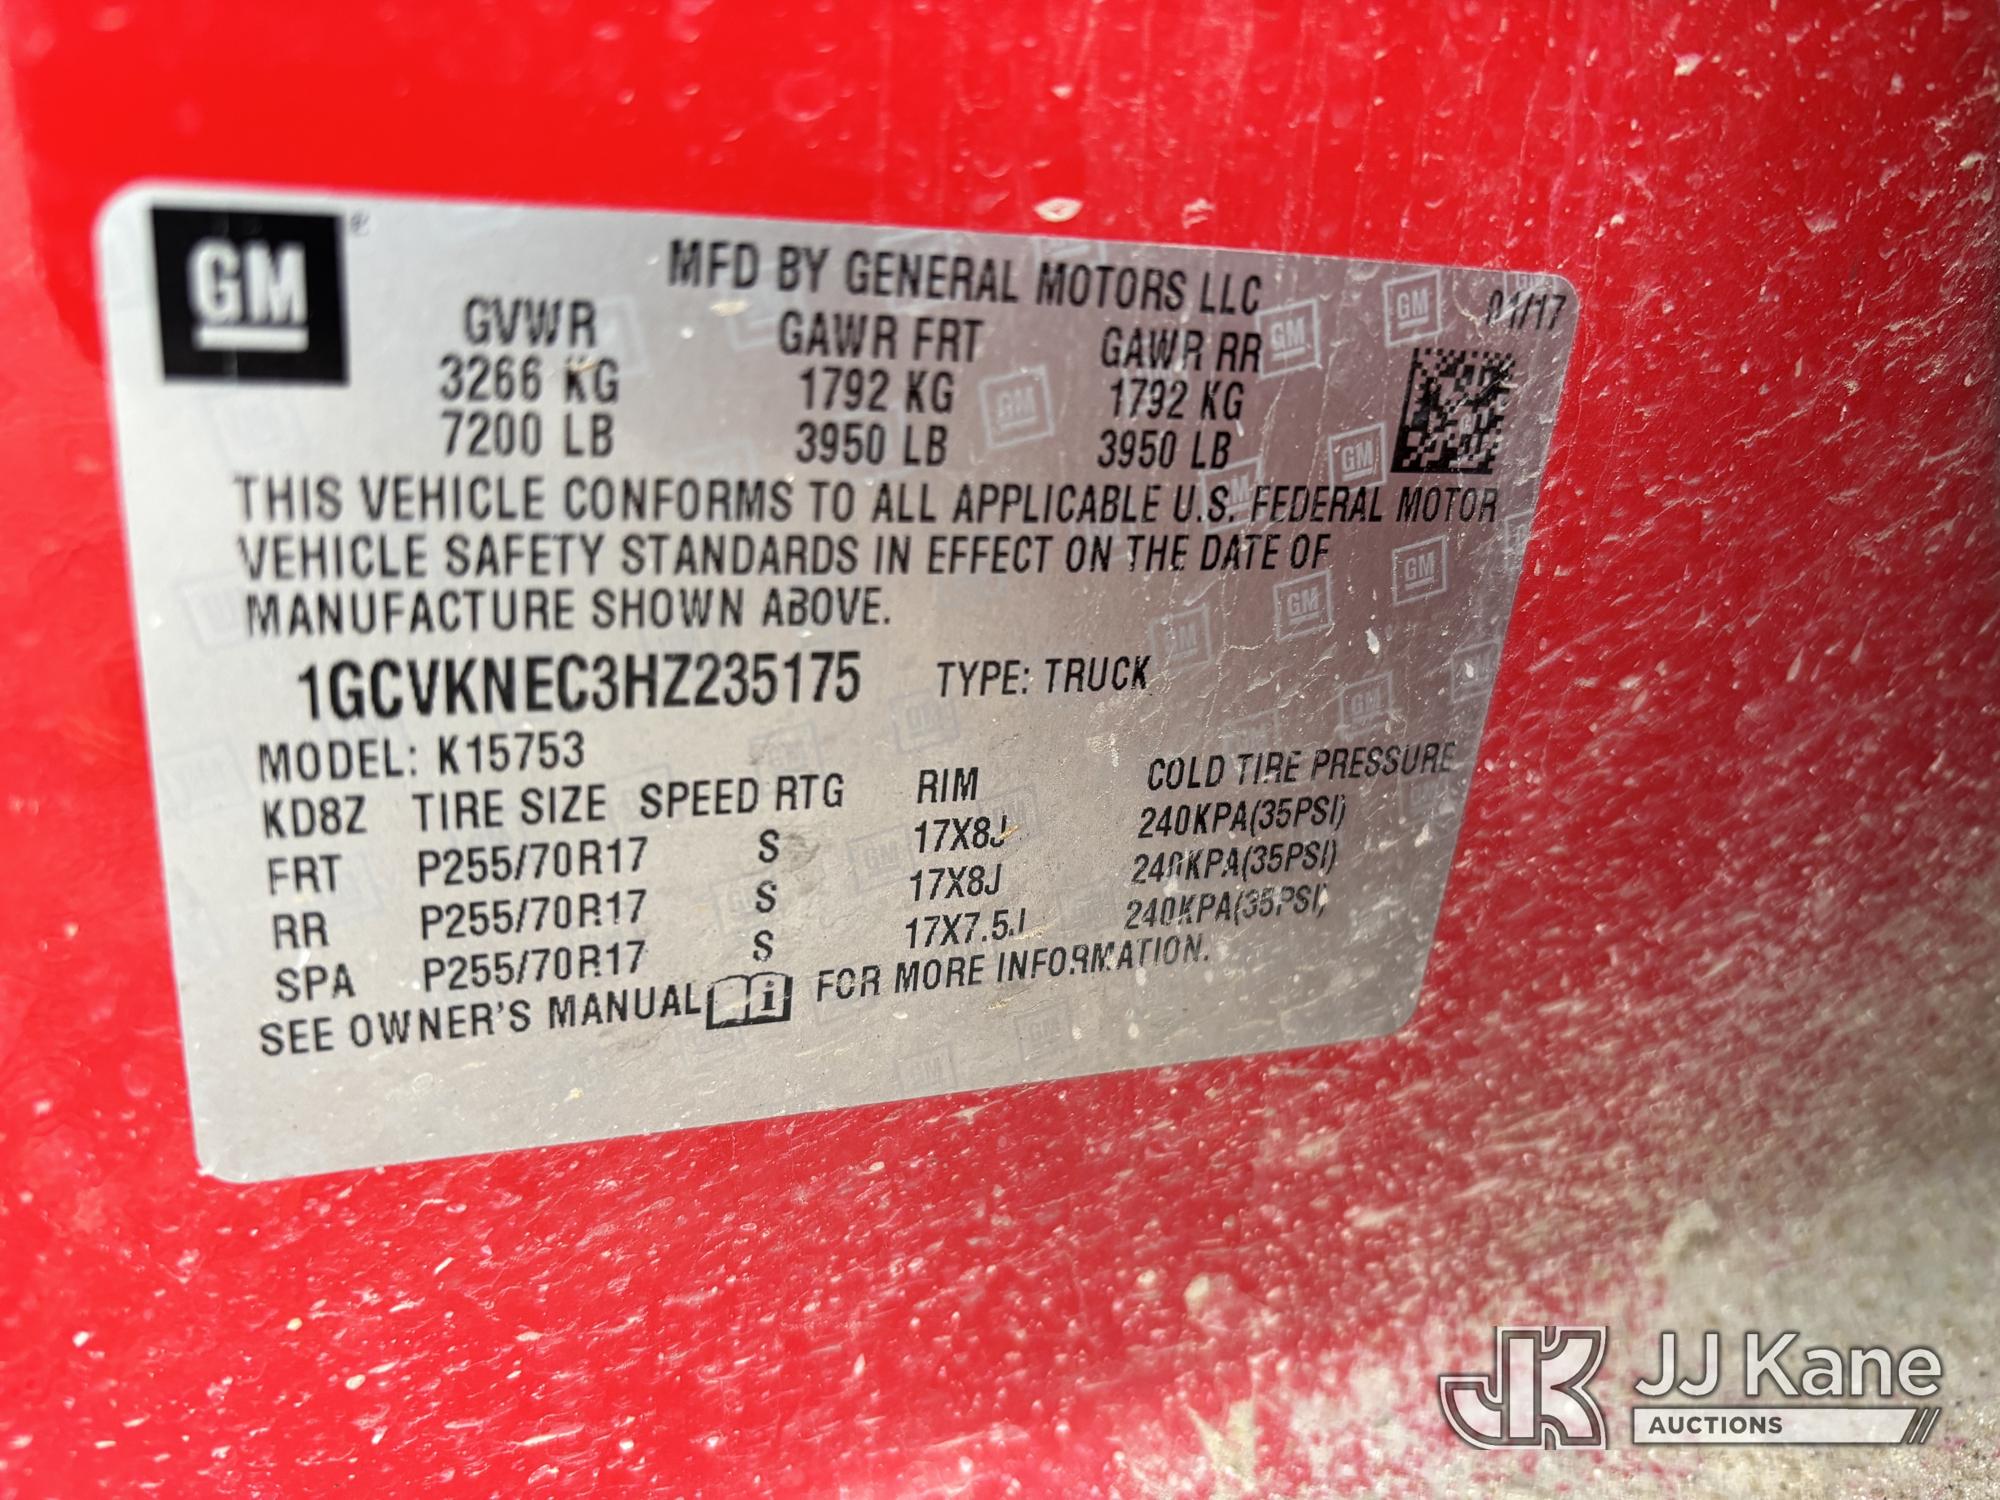 GM
MFD BY GENERAL MOTORS LLC 01/17
GVWR GAWR FRT GAWR RR
3266 KG 1792 KG 1792 KG
7200 LB 3950 LB 3950 LB
THIS VEHICLE CONFORMS TO ALL APPLICABLE U.S. FEDERAL MOTOR
VEHICLE SAFETY STANDARDS IN EFFECT ON THE DATE OF
MANUFACTURE SHOWN ABOVE.
1GCVKNEC3HZ235175 TYPE: TRUCK
MODEL: K15753
KD8Z TIRE SIZE SPEED RTG RIM COLD TIRE PRESSURE
FRT P255/70R17 S 17X8J 240KPA(35PSI)
RR P255/70R17 S 17X8J 240KPA(35PSI)
SPA P255/70R17 S 17X7.5J 240KPA(35PSI)
SEE OWNER'S MANUAL i FOR MORE INFORMATION.
JK JJ Kane
AUCTIONS